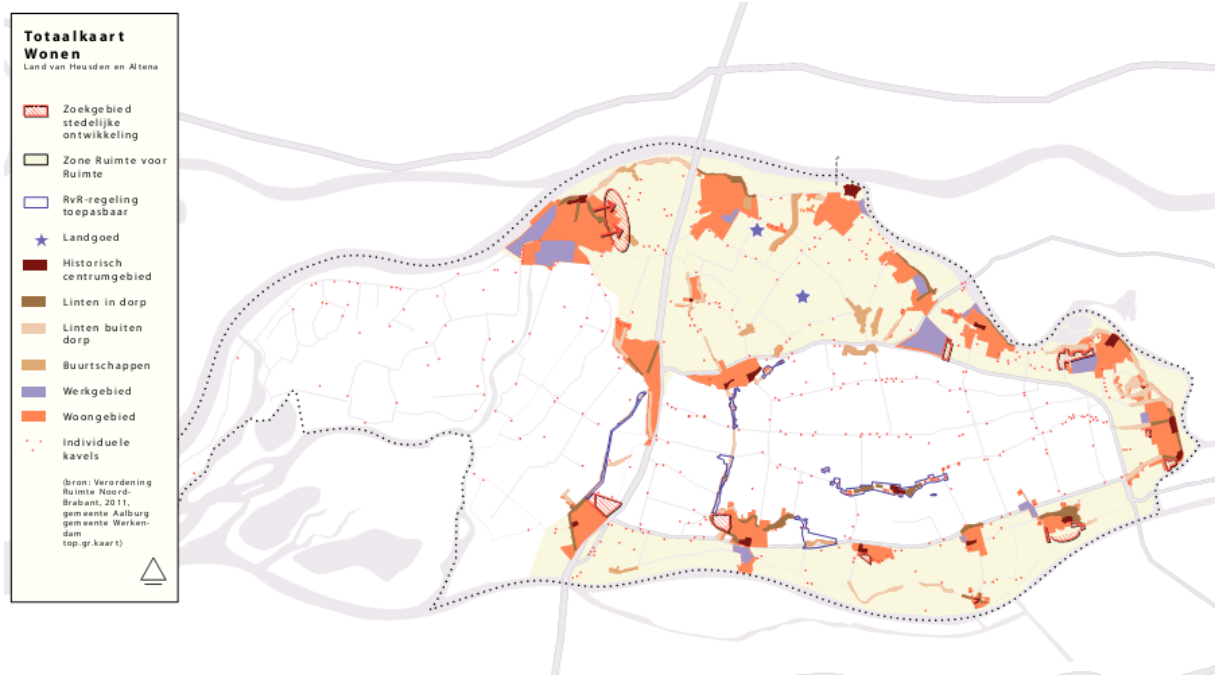 Totaalkaart
Wonen
Land van Heusden en Altena
Zoekgebied
stedelijke
ontwikkeling
Zone Ruimte voor
Ruimte
RvR-regeling
toepasbaar
Landgoed
Historisch
centrumgebied
Linten in dorp
Linten buiten
dorp
Buurtschappen
Werkgebied
Woongebied
Individuele
kavels
(bron: Verordening
Ruimte Noord-
Brabant, 2011,
gemeente Aalburg
gemeente Werken-
dam
top.gr.kaart)